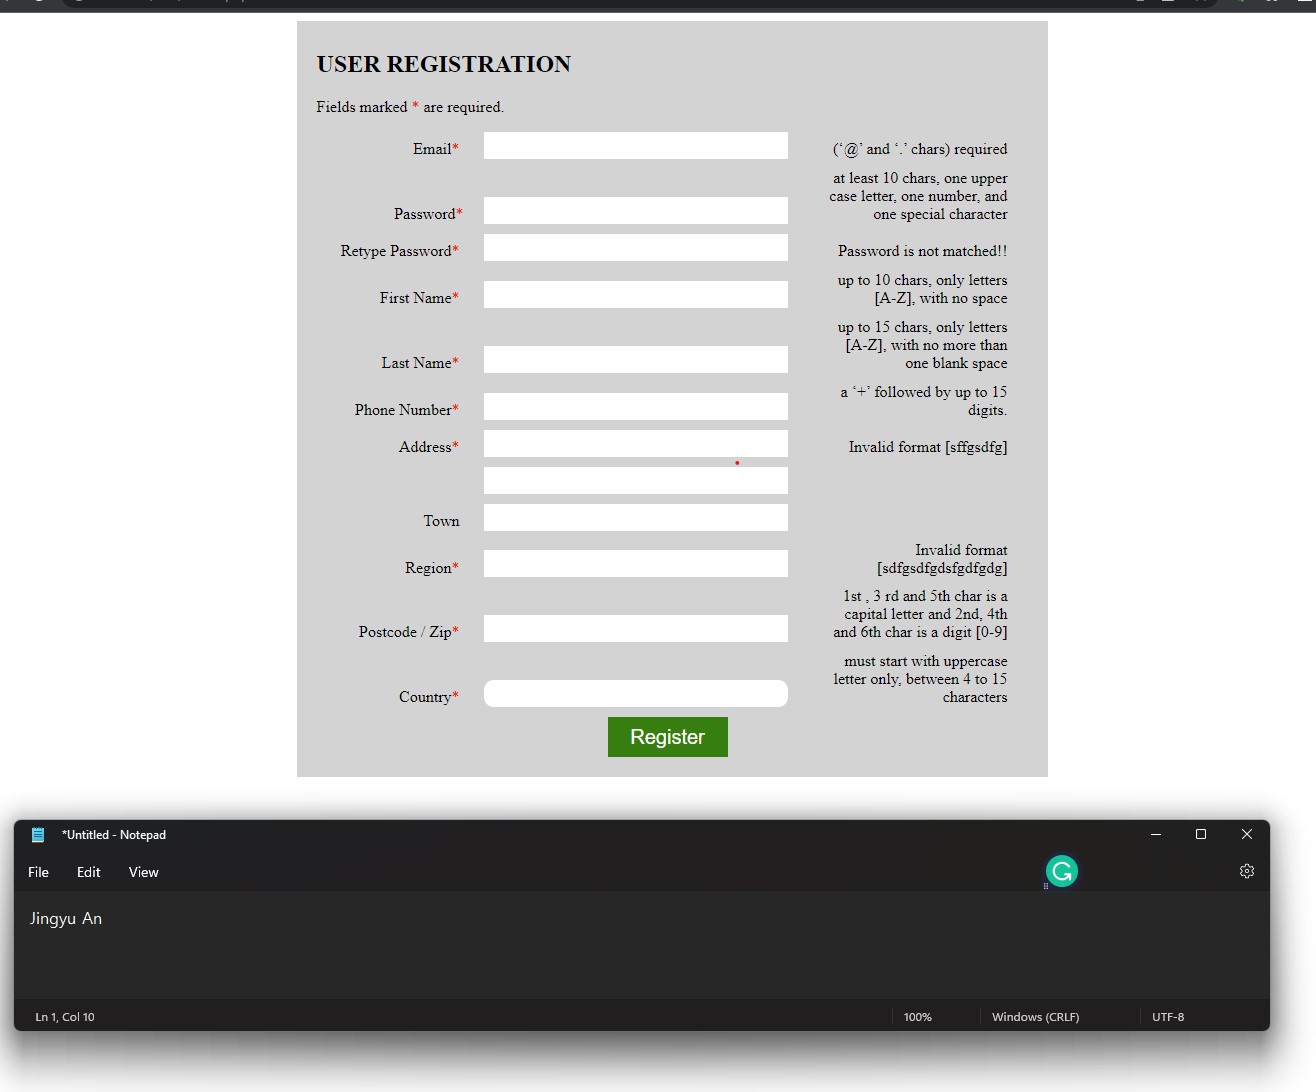 USER REGISTRATION
Fields marked * are required.
Email*
(‘@’ and ‘.’ chars) required
Password*
at least 10 chars, one upper
case letter, one number, and
one special character
Retype Password*
Password is not matched!!
First Name*
up to 10 chars, only letters
[A-Z], with no space
Last Name*
up to 15 chars, only letters
[A-Z], with no more than
one blank space
Phone Number*
a ‘+’ followed by up to 15
digits.
Address*
Invalid format [sffgsdfg]
Town
Region*
Invalid format
[sdfgsdfgdsfgdfgdg]
Postcode / Zip*
1st , 3 rd and 5th char is a
capital letter and 2nd, 4th
and 6th char is a digit [0-9]
Country*
must start with uppercase
letter only, between 4 to 15
characters
Register
*Untitled - Notepad
File Edit View
Jingyu An
Ln 1, Col 10 100% Windows (CRLF) UTF-8